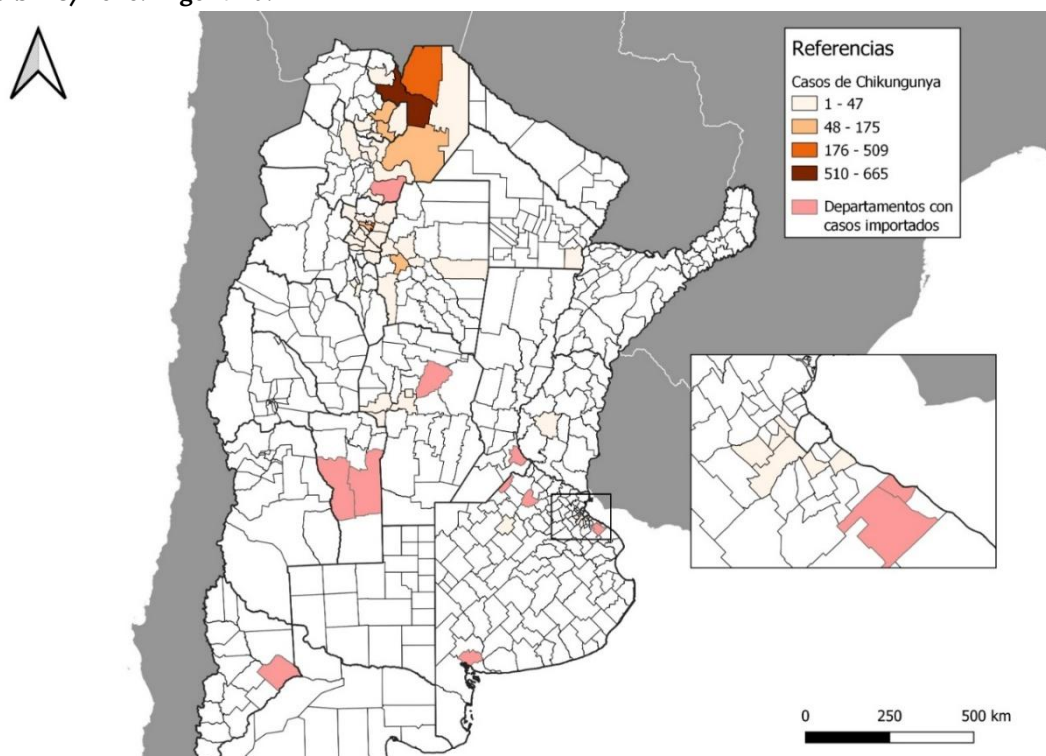 Referencias
Casos de Chikungunya
1 - 47
48 - 175
176 - 509
510 - 665
Departamentos con
casos importados
0 250 500 km